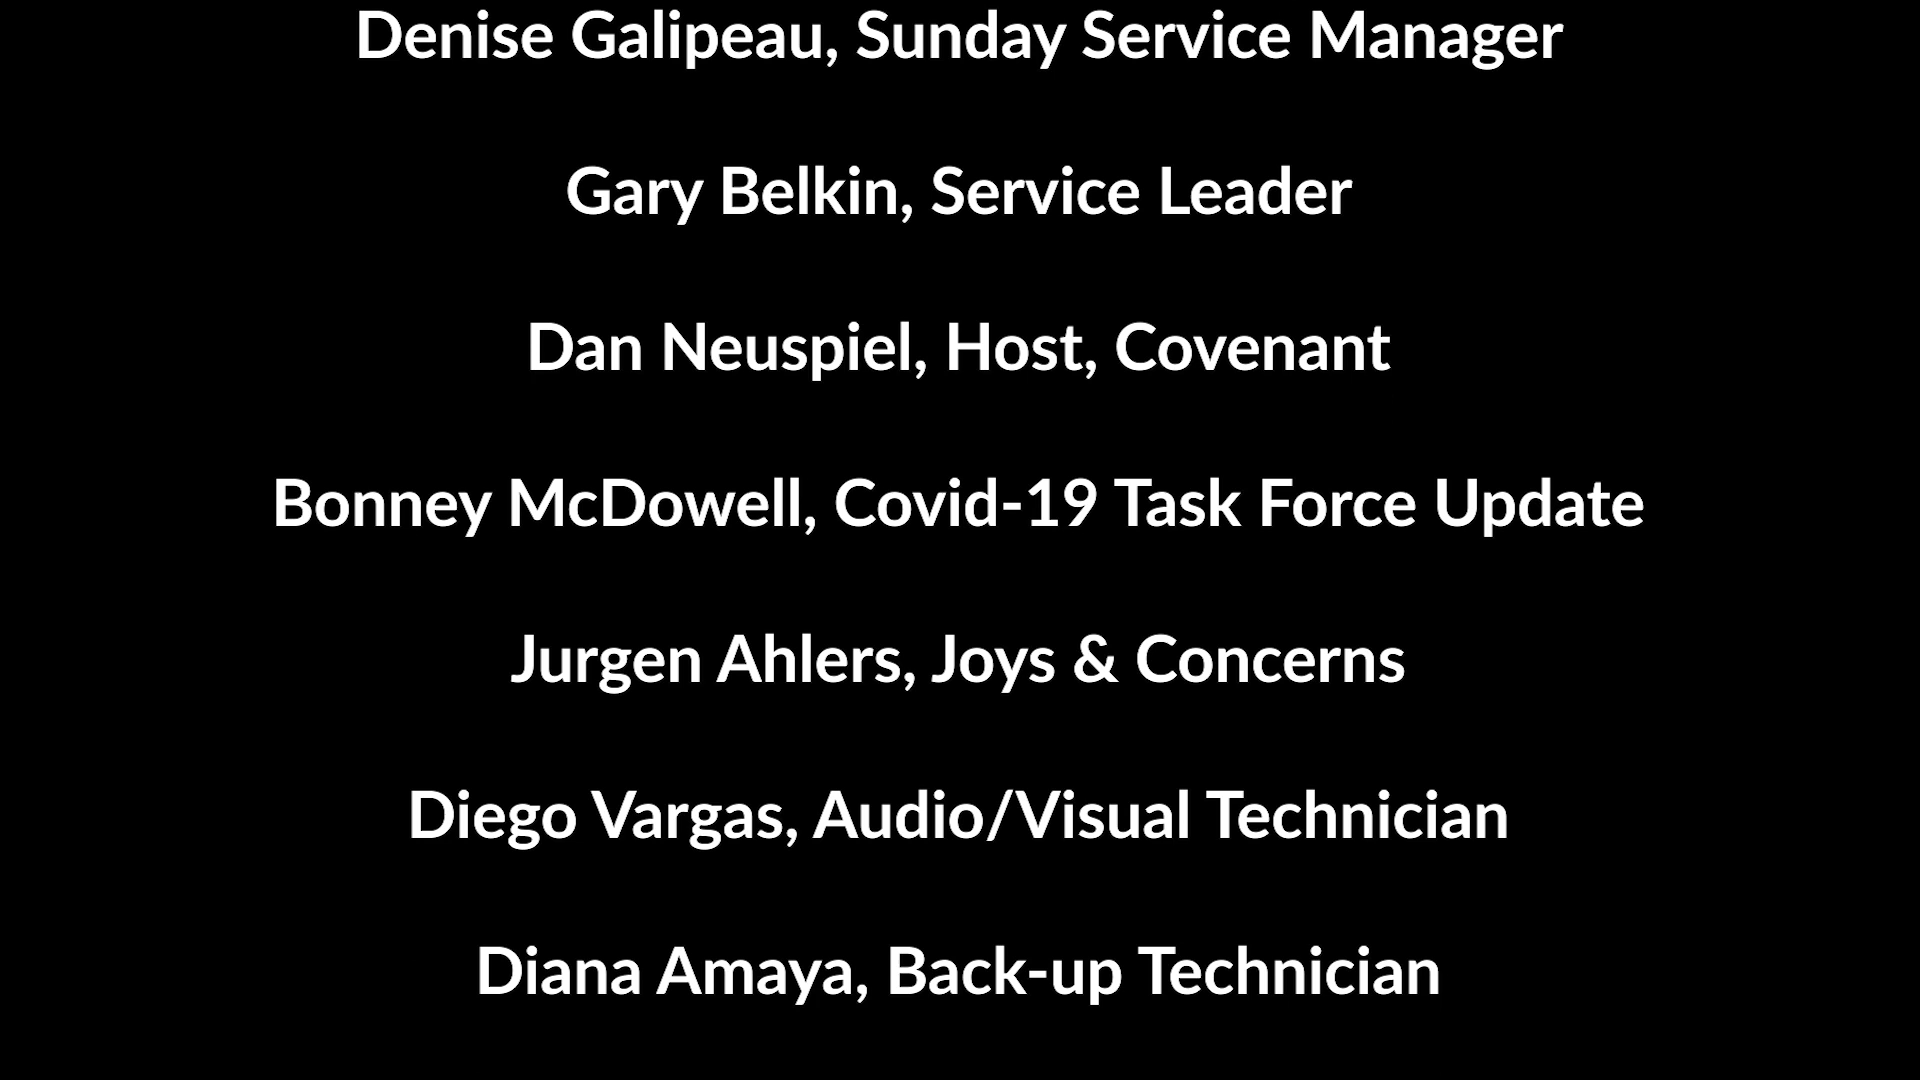 Denise Galipeau, Sunday Service Manager
Gary Belkin, Service Leader
Dan Neuspiel, Host, Covenant
Bonney McDowell, Covid-19 Task Force Update
Jurgen Ahlers, Joys & Concerns
Diego Vargas, Audio/Visual Technician
Diana Amaya, Back-up Technician